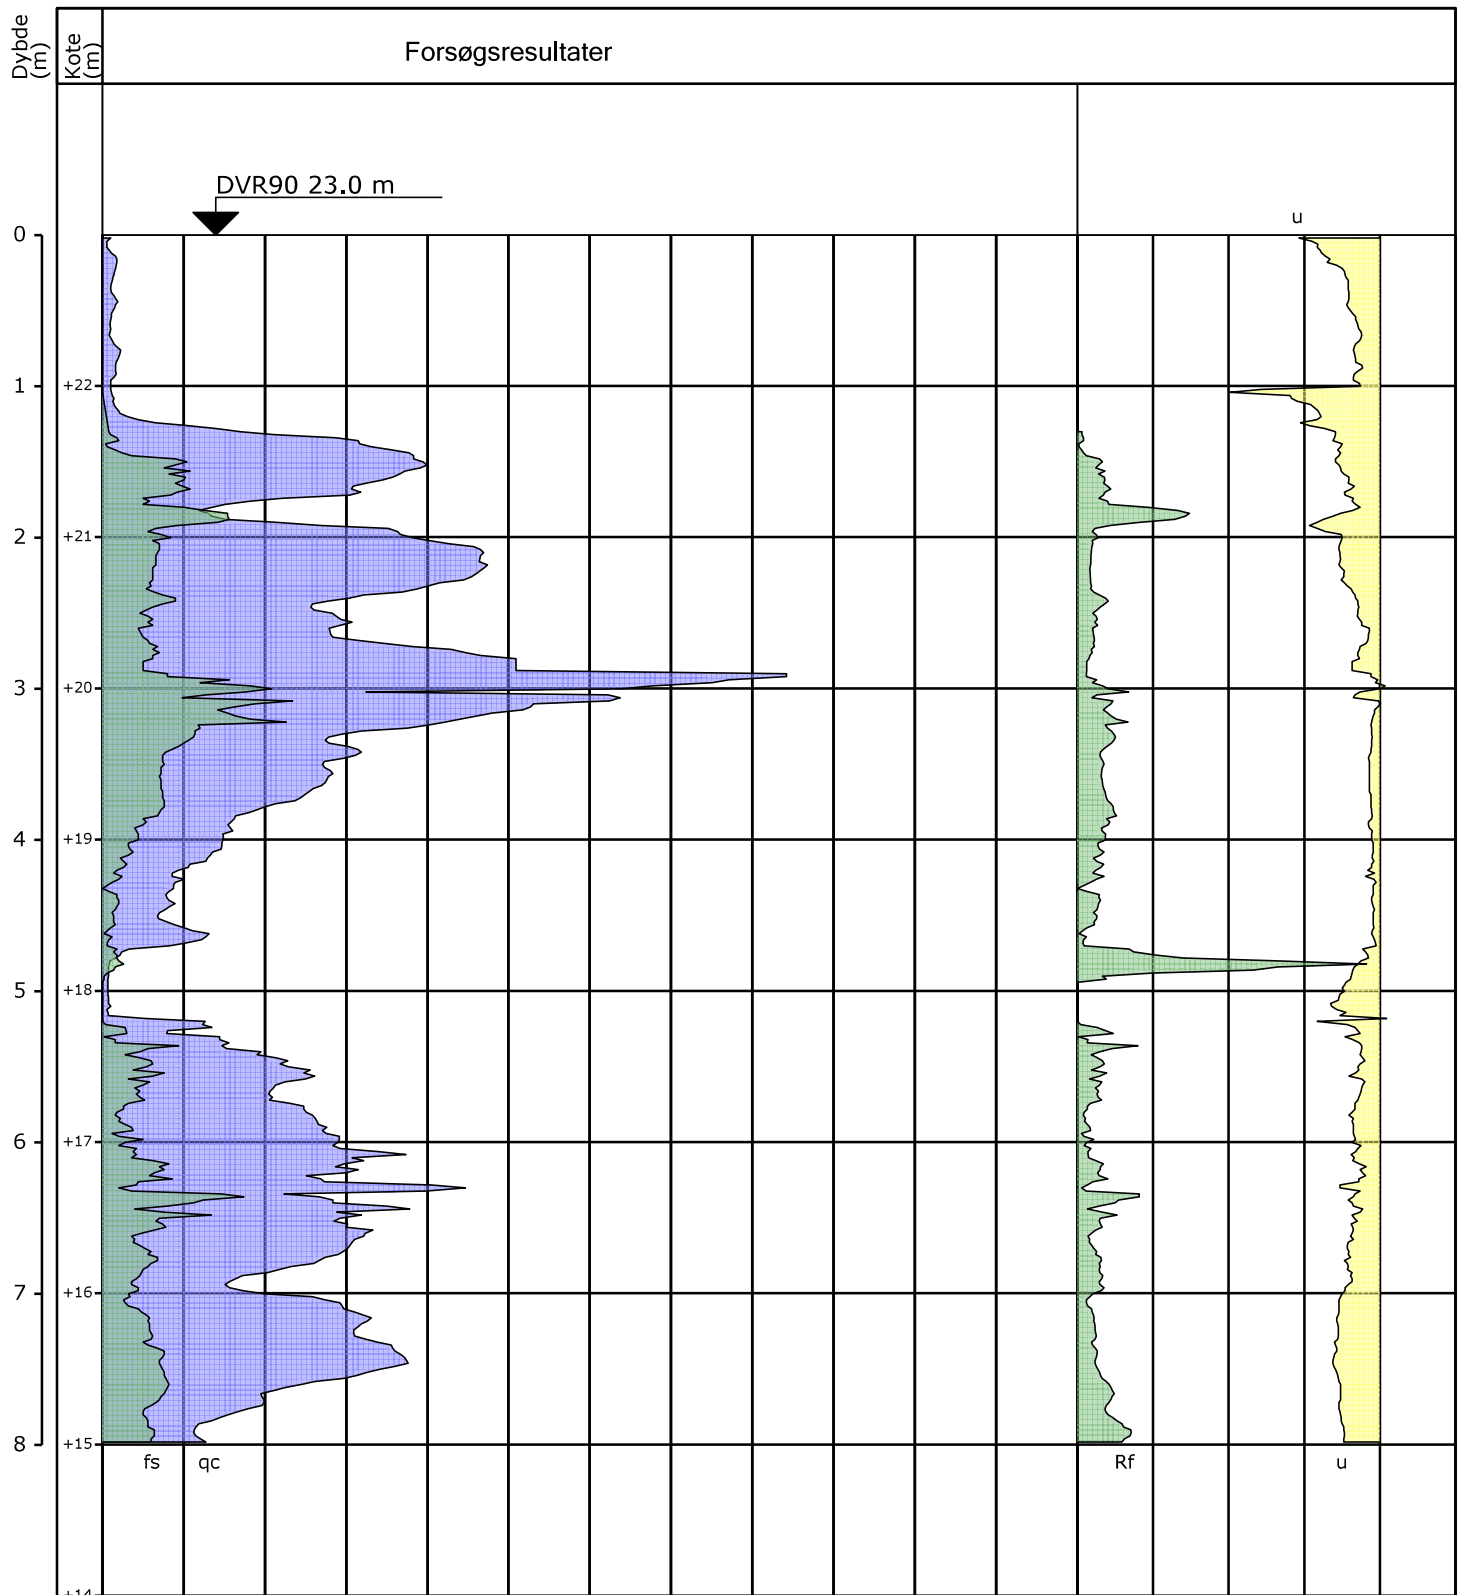 Dybde
(m)
Kote
(m)
Forsøgsresultater
DVR90 23.0 m
u
0
1
+22
2
+21
3
+20
4
+19
5
+18
6
+17
7
+16
8
+15
fs
qc
Rf
u
+14